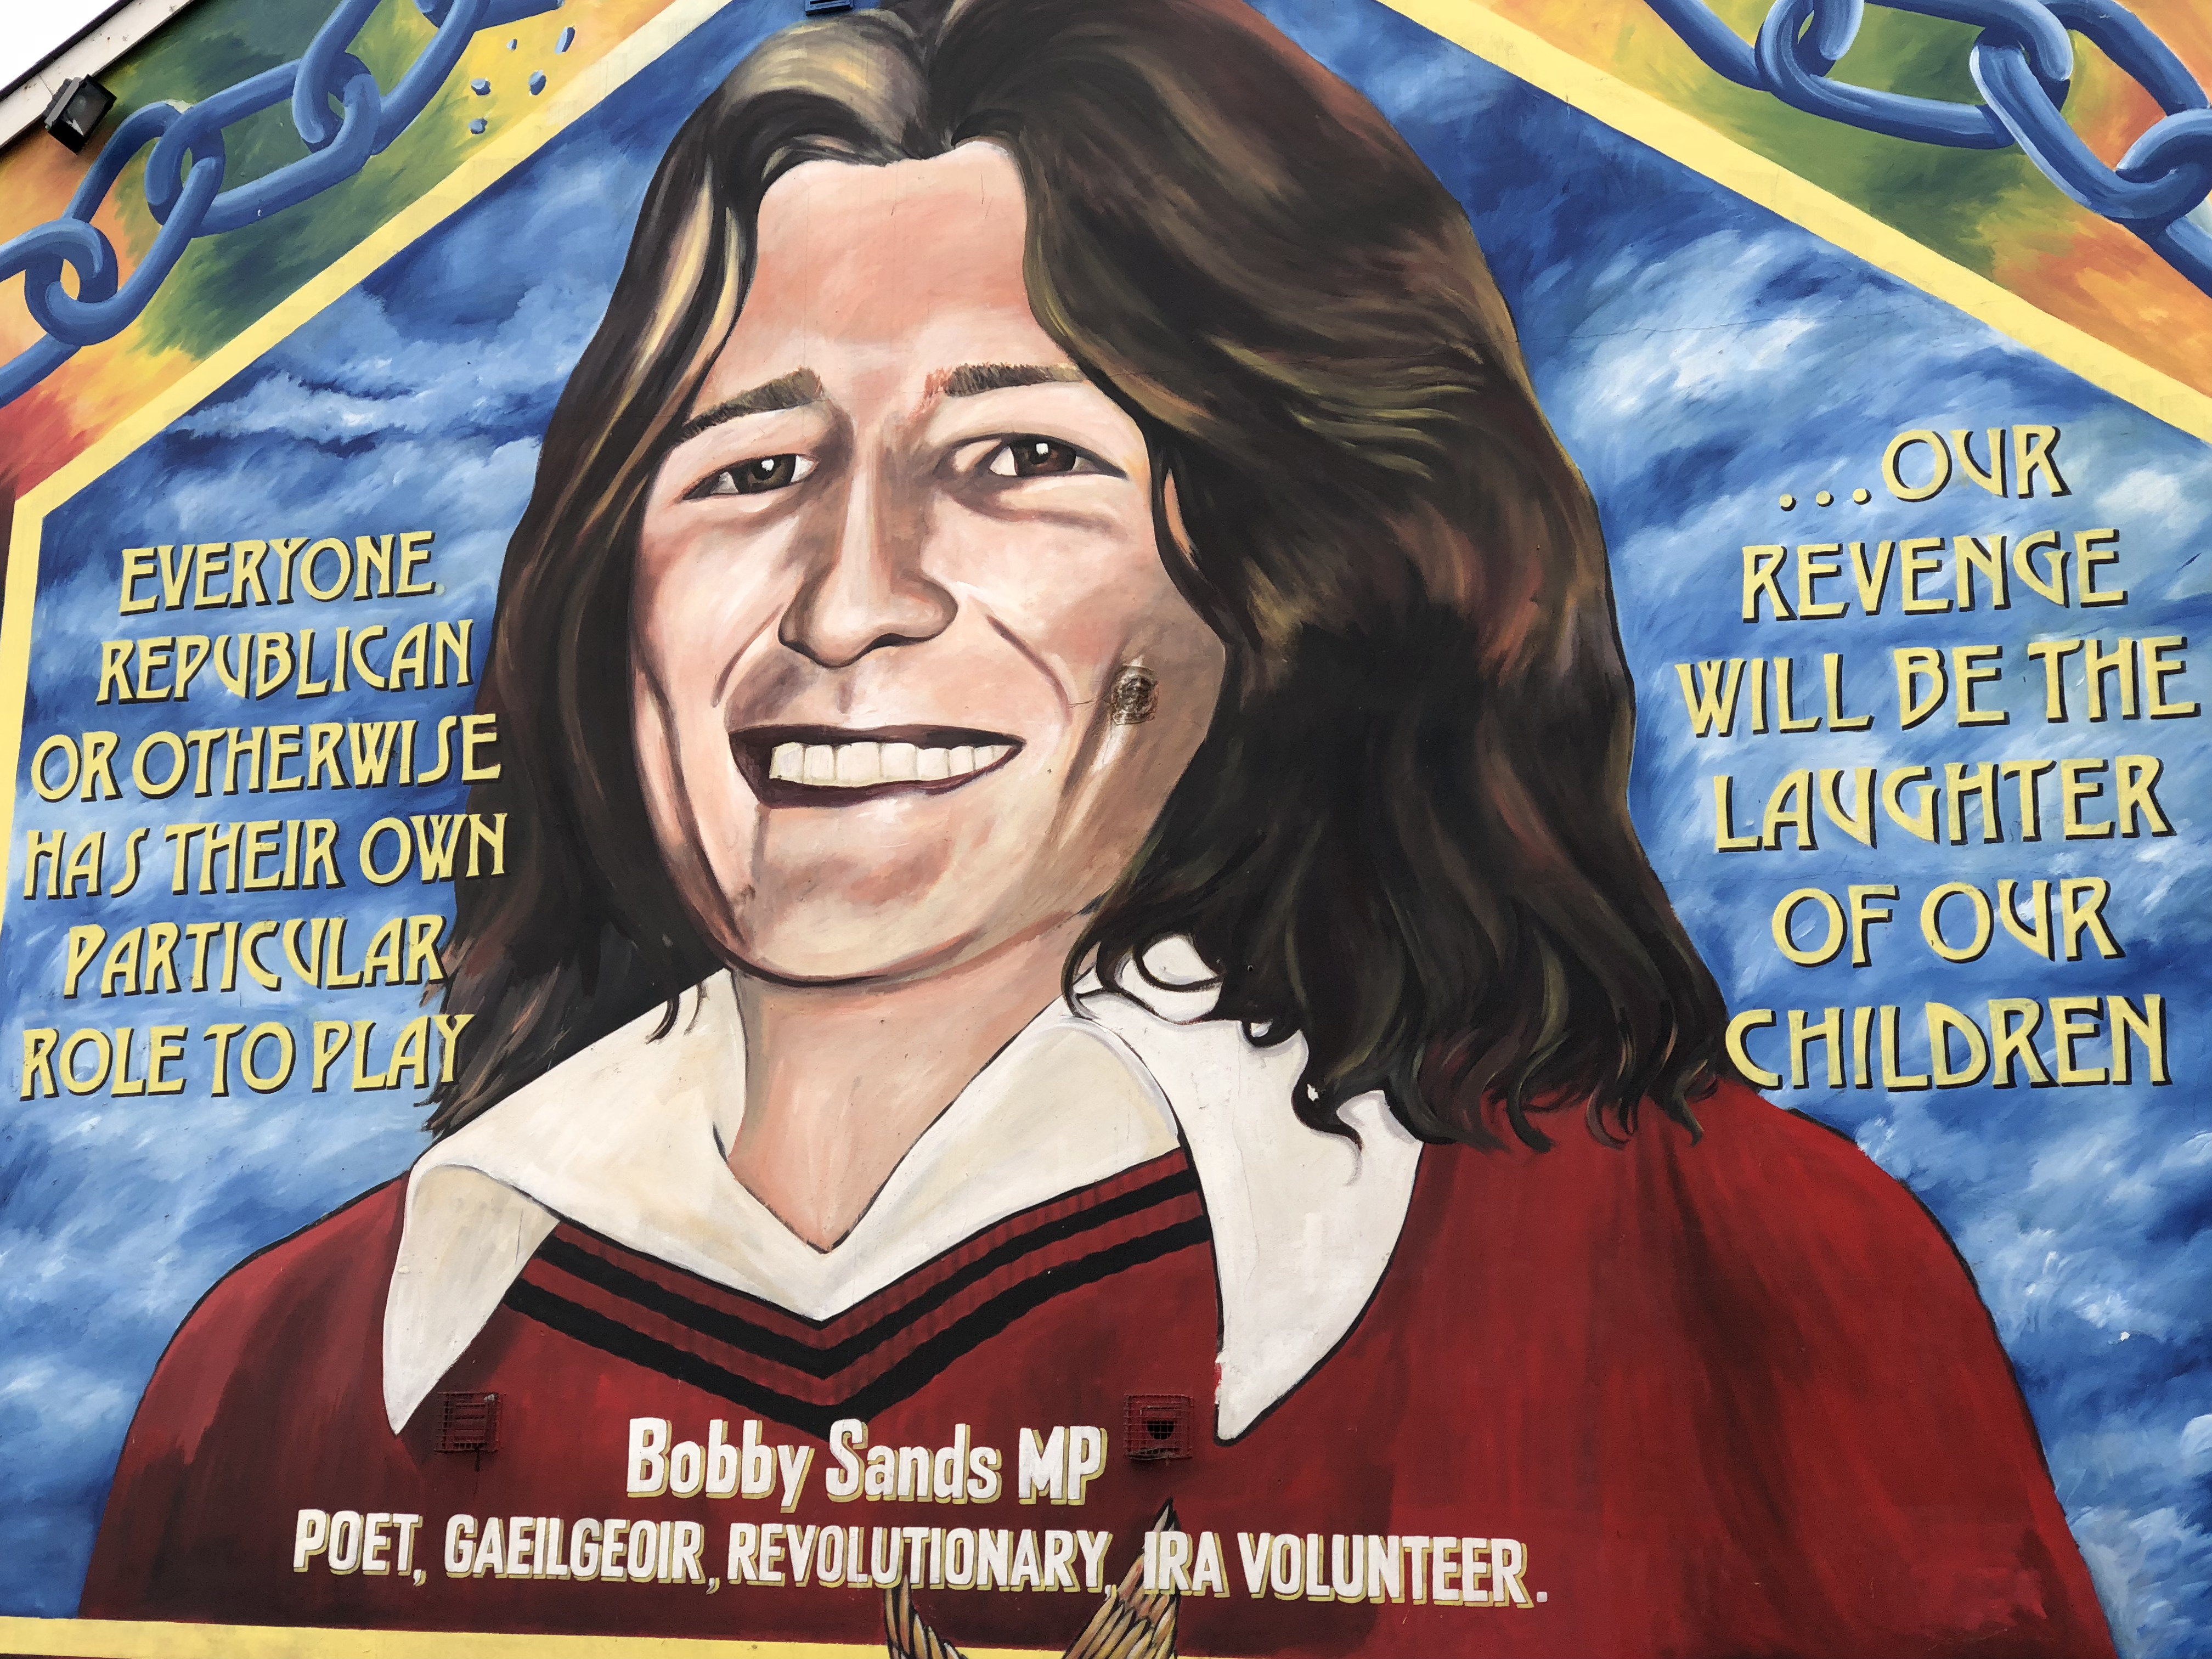 EVERYONE,
REPUBLICAN
OR OTHERWISE
HAS THEIR OWN
PARTICULAR
ROLE TO PLAY
...OUR
REVENGE
WILL BE THE
LAUGHTER
OF OUR
CHILDREN
Bobby Sands MP
POET, GAEILGEOIR, REVOLUTIONARY, IRA VOLUNTEER.